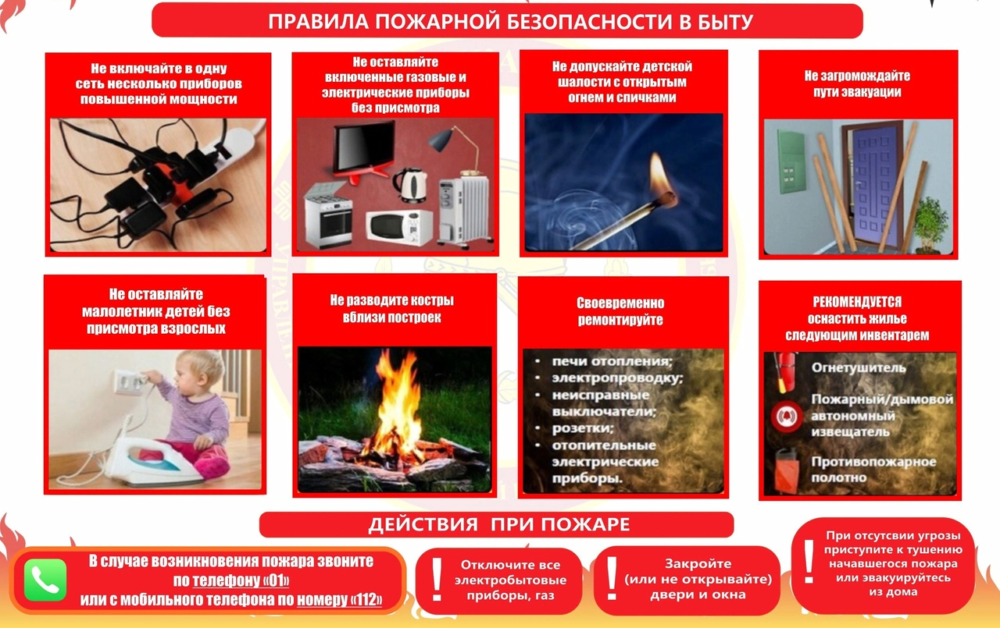 ПРАВИЛА ПОЖАРНОЙ БЕЗОПАСНОСТИ В БЫТУ
Не включайте в одну
сеть несколько приборов
повышенной мощности
Не оставляйте
включенные газовые и
электрические приборы
без присмотра
Не допускайте детской
шалости с открытым
огнем и спичками
Не загромождайте
пути эвакуации
Не оставляйте
малолетник детей без
присмотра взрослых
Не разводите костры
вблизи построек
Своевременно
ремонтируйте
• печи отопления;
• электропроводку;
• неисправные
выключатели;
• розетки;
• отопительные
электрические
приборы.
РЕКОМЕНДУЕТСЯ
оснастить жилье
следующим инвентарем
Огнетушитель
Пожарный/дымовой
автономный
извещатель
Противопожарное
полотно
ДЕЙСТВИЯ ПРИ ПОЖАРЕ
В случае возникновения пожара звоните
по телефону «01»
или с мобильного телефона по номеру «112»
! Отключите все
электробытовые
приборы, газ
! Закройте
(или не открывайте)
двери и окна
! При отсутсвии угрозы
приступите к тушению
начавшегося пожара
или эвакуируйтесь
из дома